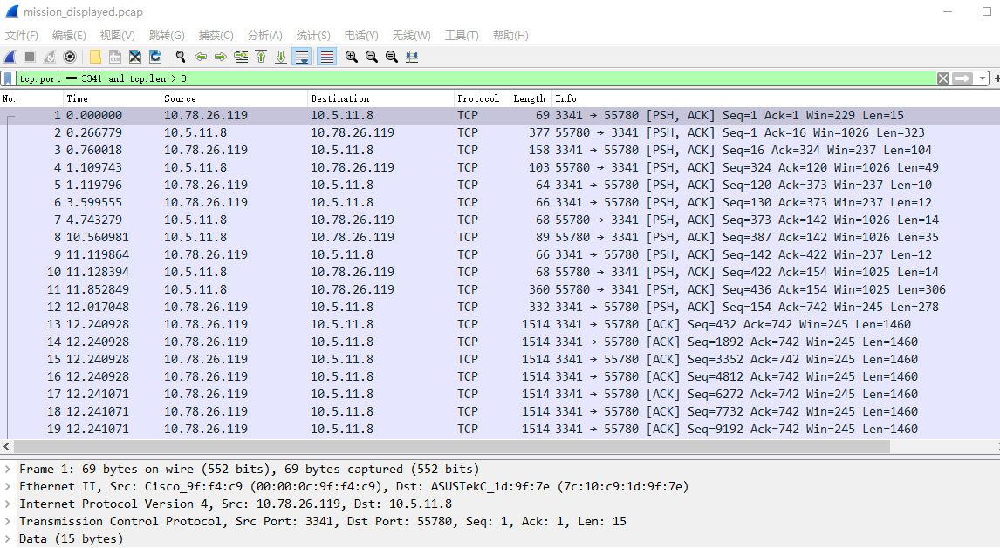 mission_displayed.pcap
文件(F) 编辑(E) 视图(V) 跳转(G) 捕获(C) 分析(A) 统计(S) 电话(Y) 无线(W) 工具(T) 帮助(H)
tcp.port == 3341 and tcp.len > 0
No. Time Source Destination Protocol Length Info
1 0.000000 10.78.26.119 10.5.11.8 TCP 69 3341 → 55780 [PSH, ACK] Seq=1 Ack=1 Win=229 Len=15
2 0.266779 10.5.11.8 10.78.26.119 TCP 377 55780 → 3341 [PSH, ACK] Seq=1 Ack=16 Win=1026 Len=323
3 0.760018 10.78.26.119 10.5.11.8 TCP 158 3341 → 55780 [PSH, ACK] Seq=16 Ack=324 Win=237 Len=104
4 1.109743 10.5.11.8 10.78.26.119 TCP 103 55780 → 3341 [PSH, ACK] Seq=324 Ack=120 Win=1026 Len=49
5 1.119796 10.78.26.119 10.5.11.8 TCP 64 3341 → 55780 [PSH, ACK] Seq=120 Ack=373 Win=237 Len=10
6 3.599555 10.78.26.119 10.5.11.8 TCP 66 3341 → 55780 [PSH, ACK] Seq=130 Ack=373 Win=237 Len=12
7 4.743279 10.5.11.8 10.78.26.119 TCP 68 55780 → 3341 [PSH, ACK] Seq=373 Ack=142 Win=1026 Len=14
8 10.560981 10.5.11.8 10.78.26.119 TCP 89 55780 → 3341 [PSH, ACK] Seq=387 Ack=142 Win=1026 Len=35
9 11.119864 10.78.26.119 10.5.11.8 TCP 66 3341 → 55780 [PSH, ACK] Seq=142 Ack=422 Win=237 Len=12
10 11.128394 10.5.11.8 10.78.26.119 TCP 68 55780 → 3341 [PSH, ACK] Seq=422 Ack=154 Win=1025 Len=14
11 11.852849 10.5.11.8 10.78.26.119 TCP 360 55780 → 3341 [PSH, ACK] Seq=436 Ack=154 Win=1025 Len=306
12 12.017048 10.78.26.119 10.5.11.8 TCP 332 3341 → 55780 [PSH, ACK] Seq=154 Ack=742 Win=245 Len=278
13 12.240928 10.78.26.119 10.5.11.8 TCP 1514 3341 → 55780 [ACK] Seq=432 Ack=742 Win=245 Len=1460
14 12.240928 10.78.26.119 10.5.11.8 TCP 1514 3341 → 55780 [ACK] Seq=1892 Ack=742 Win=245 Len=1460
15 12.240928 10.78.26.119 10.5.11.8 TCP 1514 3341 → 55780 [ACK] Seq=3352 Ack=742 Win=245 Len=1460
16 12.240928 10.78.26.119 10.5.11.8 TCP 1514 3341 → 55780 [ACK] Seq=4812 Ack=742 Win=245 Len=1460
17 12.241071 10.78.26.119 10.5.11.8 TCP 1514 3341 → 55780 [ACK] Seq=6272 Ack=742 Win=245 Len=1460
18 12.241071 10.78.26.119 10.5.11.8 TCP 1514 3341 → 55780 [ACK] Seq=7732 Ack=742 Win=245 Len=1460
19 12.241071 10.78.26.119 10.5.11.8 TCP 1514 3341 → 55780 [ACK] Seq=9192 Ack=742 Win=245 Len=1460
Frame 1: 69 bytes on wire (552 bits), 69 bytes captured (552 bits)
Ethernet II, Src: Cisco_9f:f4:c9 (00:00:0c:9f:f4:c9), Dst: ASUSTekC_1d:9f:7e (7c:10:c9:1d:9f:7e)
Internet Protocol Version 4, Src: 10.78.26.119, Dst: 10.5.11.8
Transmission Control Protocol, Src Port: 3341, Dst Port: 55780, Seq: 1, Ack: 1, Len: 15
Data (15 bytes)